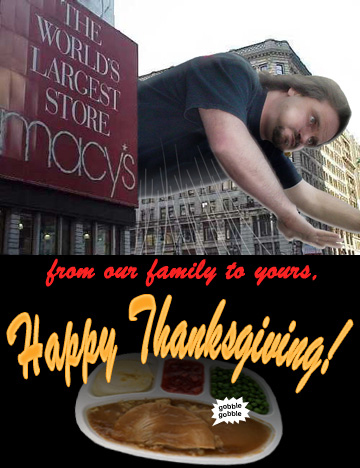 THE
WORLD'S
LARGEST
STORE
macy's
from our family to yours,
Happy Thanksgiving!
gobble
gobble